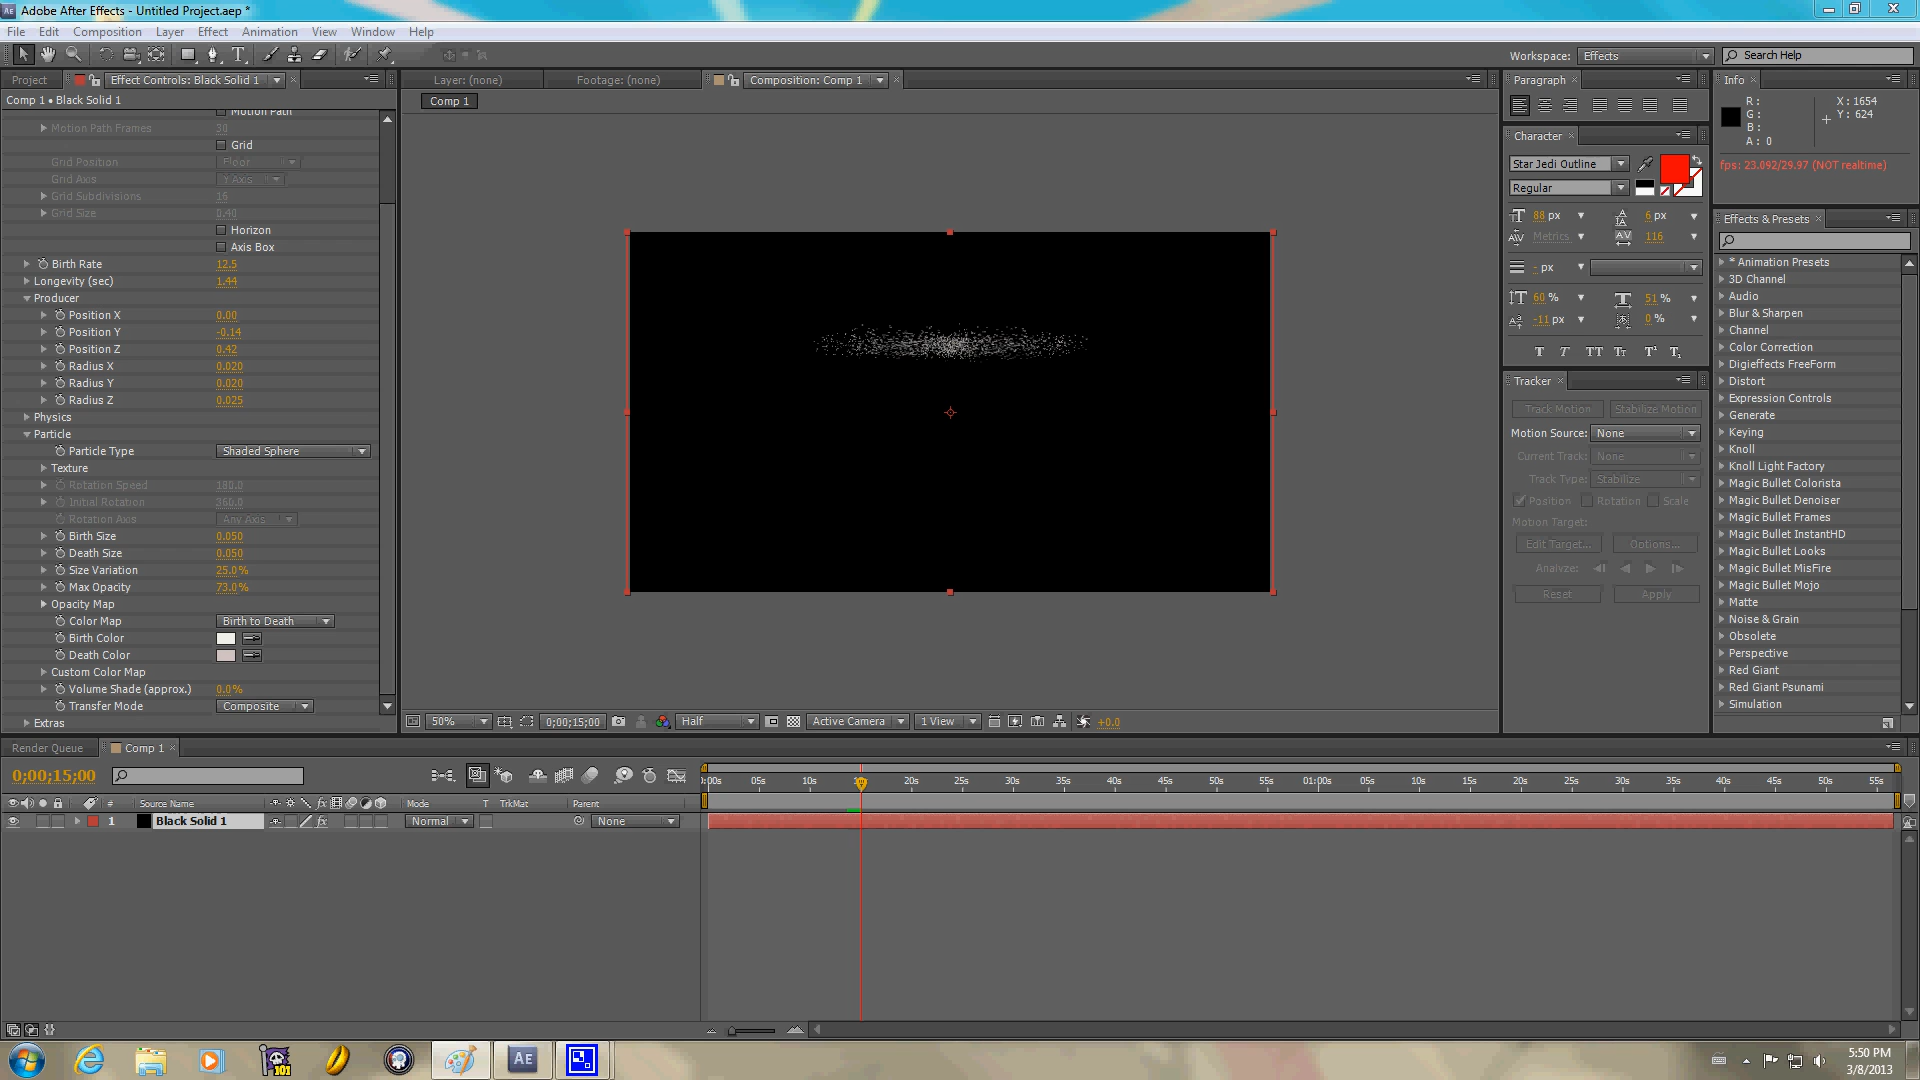 Adobe After Effects - Untitled Project.aep *
File Edit Composition Layer Effect Animation View Window Help
Workspace: Effects
Search Help
Project
Effect Controls: Black Solid 1
Comp 1 • Black Solid 1
Motion Path
Motion Path Frames 30
Grid
Grid Position Floor
Grid Axis Y Axis
Grid Subdivisions 16
Grid Size 0.40
Horizon
Axis Box
Birth Rate 12.5
Longevity (sec) 1.44
Producer
Position X 0.00
Position Y -0.14
Position Z 0.42
Radius X 0.020
Radius Y 0.020
Radius Z 0.025
Physics
Particle
Particle Type Shaded Sphere
Texture
Rotation Speed 180.0
Initial Rotation 360.0
Rotation Axis Any Axis
Birth Size 0.050
Death Size 0.050
Size Variation 25.0%
Max Opacity 73.0%
Opacity Map
Color Map Birth to Death
Birth Color
Death Color
Custom Color Map
Volume Shade (approx.) 0.0%
Transfer Mode Composite
Extras
Layer: (none) Footage: (none) Composition: Comp 1
Comp 1
50% 0;00;15;00 Half Active Camera 1 View +0.0
Paragraph
Character
Star Jedi Outline
Regular
88 px 6 px
Metrics 116
- px
60 % 51 %
-11 px 0 %
T T TT Tt T¹ T₁
Tracker
Track Motion Stabilize Motion
Motion Source: None
Current Track: None
Track Type: Stabilize
Position Rotation Scale
Motion Target:
Edit Target... Options...
Analyze:
Reset Apply
Info
R :
G :
B :
A : 0
X : 1654
Y : 624
fps: 23.092/29.97 (NOT realtime)
Effects & Presets
* Animation Presets
3D Channel
Audio
Blur & Sharpen
Channel
Color Correction
Digieffects FreeForm
Distort
Expression Controls
Generate
Keying
Knoll
Knoll Light Factory
Magic Bullet Colorista
Magic Bullet Denoiser
Magic Bullet Frames
Magic Bullet InstantHD
Magic Bullet Looks
Magic Bullet MisFire
Magic Bullet Mojo
Matte
Noise & Grain
Obsolete
Perspective
Red Giant
Red Giant Psunami
Simulation
Render Queue Comp 1
0;00;15;00
# Source Name Mode T TrkMat Parent
1 Black Solid 1 Normal None
:00s 05s 10s 15s 20s 25s 30s 35s 40s 45s 50s 55s 01:00s 05s 10s 15s 20s 25s 30s 35s 40s 45s 50s 55s
101
AE
5:50 PM
3/8/2013